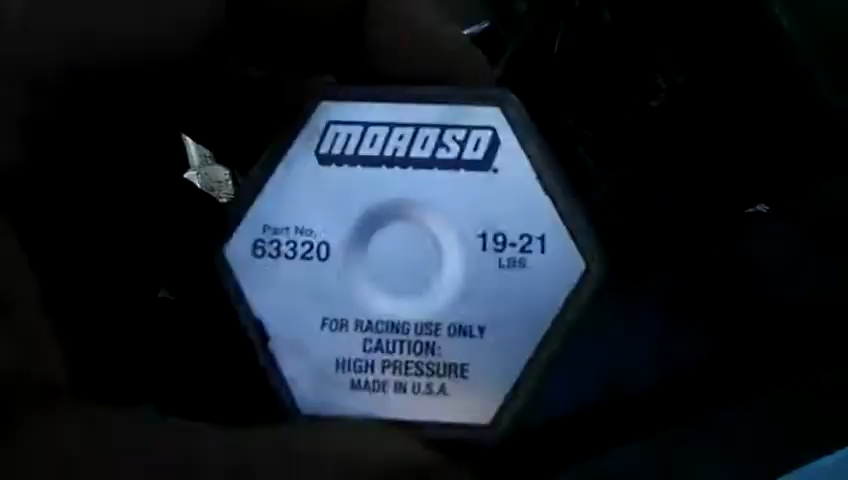 MOROSO
Part No.
63320
19-21
LBS.
FOR RACING USE ONLY
CAUTION:
HIGH PRESSURE
MADE IN U.S.A.